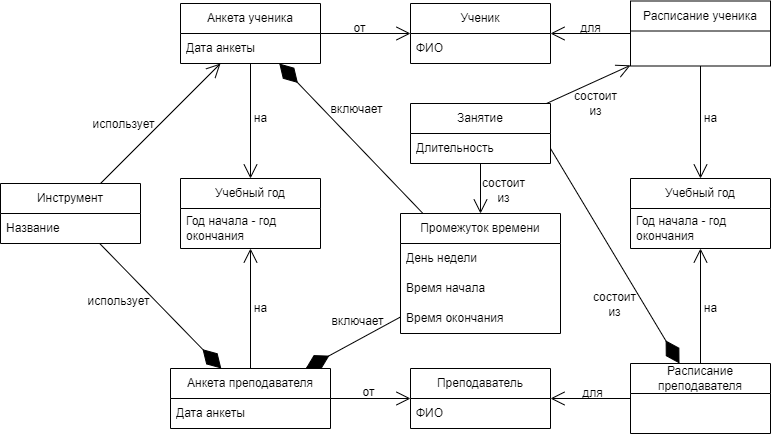 Анкета ученика
Дата анкеты
от
Ученик
ФИО
для
Расписание ученика
использует
на
включает
Занятие
Длительность
состоит
из
на
Инструмент
Название
Учебный год
Год начала - год
окончания
состоит
из
Промежуток времени
День недели
Время начала
Время окончания
Учебный год
Год начала - год
окончания
использует
на
включает
состоит
из
на
Анкета преподавателя
Дата анкеты
от
Преподаватель
ФИО
для
Расписание
преподавателя